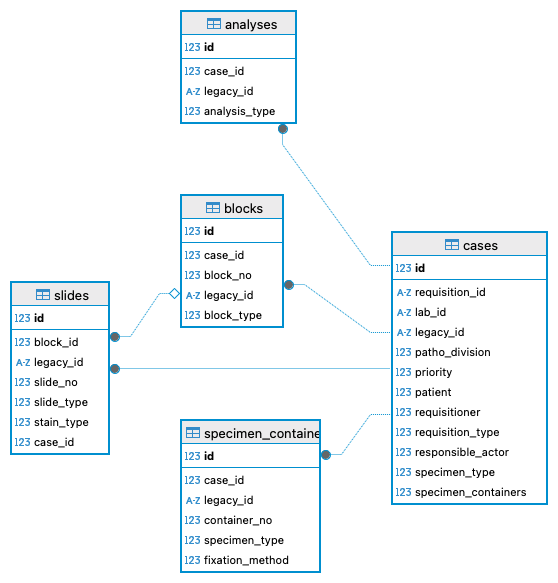 analyses
123 id
123 case_id
A-Z legacy_id
123 analysis_type
blocks
123 id
123 case_id
123 block_no
A-Z legacy_id
123 block_type
cases
123 id
A-Z requisition_id
A-Z lab_id
A-Z legacy_id
123 patho_division
123 priority
123 patient
123 requisitioner
123 requisition_type
123 responsible_actor
123 specimen_type
123 specimen_containers
slides
123 id
123 block_id
A-Z legacy_id
123 slide_no
123 slide_type
123 stain_type
123 case_id
specimen_containe
123 id
123 case_id
A-Z legacy_id
123 container_no
123 specimen_type
123 fixation_method